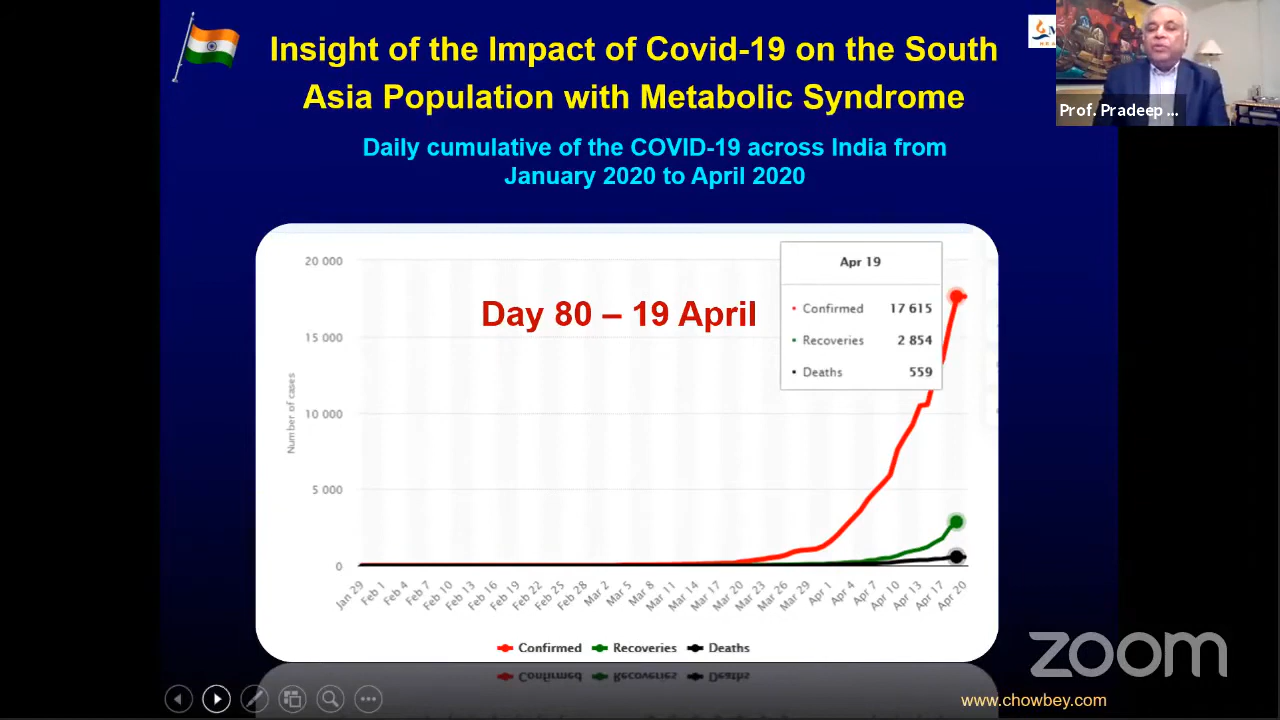 Insight of the Impact of Covid-19 on the South
Asia Population with Metabolic Syndrome
Prof. Pradeep ...
Daily cumulative of the COVID-19 across India from
January 2020 to April 2020
Day 80 – 19 April
Apr 19
Confirmed 17 615
Recoveries 2 854
Deaths 559
Number of cases
20 000
15 000
10 000
5 000
0
Jan 29 Feb 1 Feb 4 Feb 7 Feb 10 Feb 13 Feb 16 Feb 19 Feb 22 Feb 25 Feb 28 Mar 2 Mar 5 Mar 8 Mar 11 Mar 14 Mar 17 Mar 20 Mar 23 Mar 26 Mar 29 Apr 1 Apr 4 Apr 7 Apr 10 Apr 13 Apr 17 Apr 20
Confirmed Recoveries Deaths
zoom
www.chowbey.com